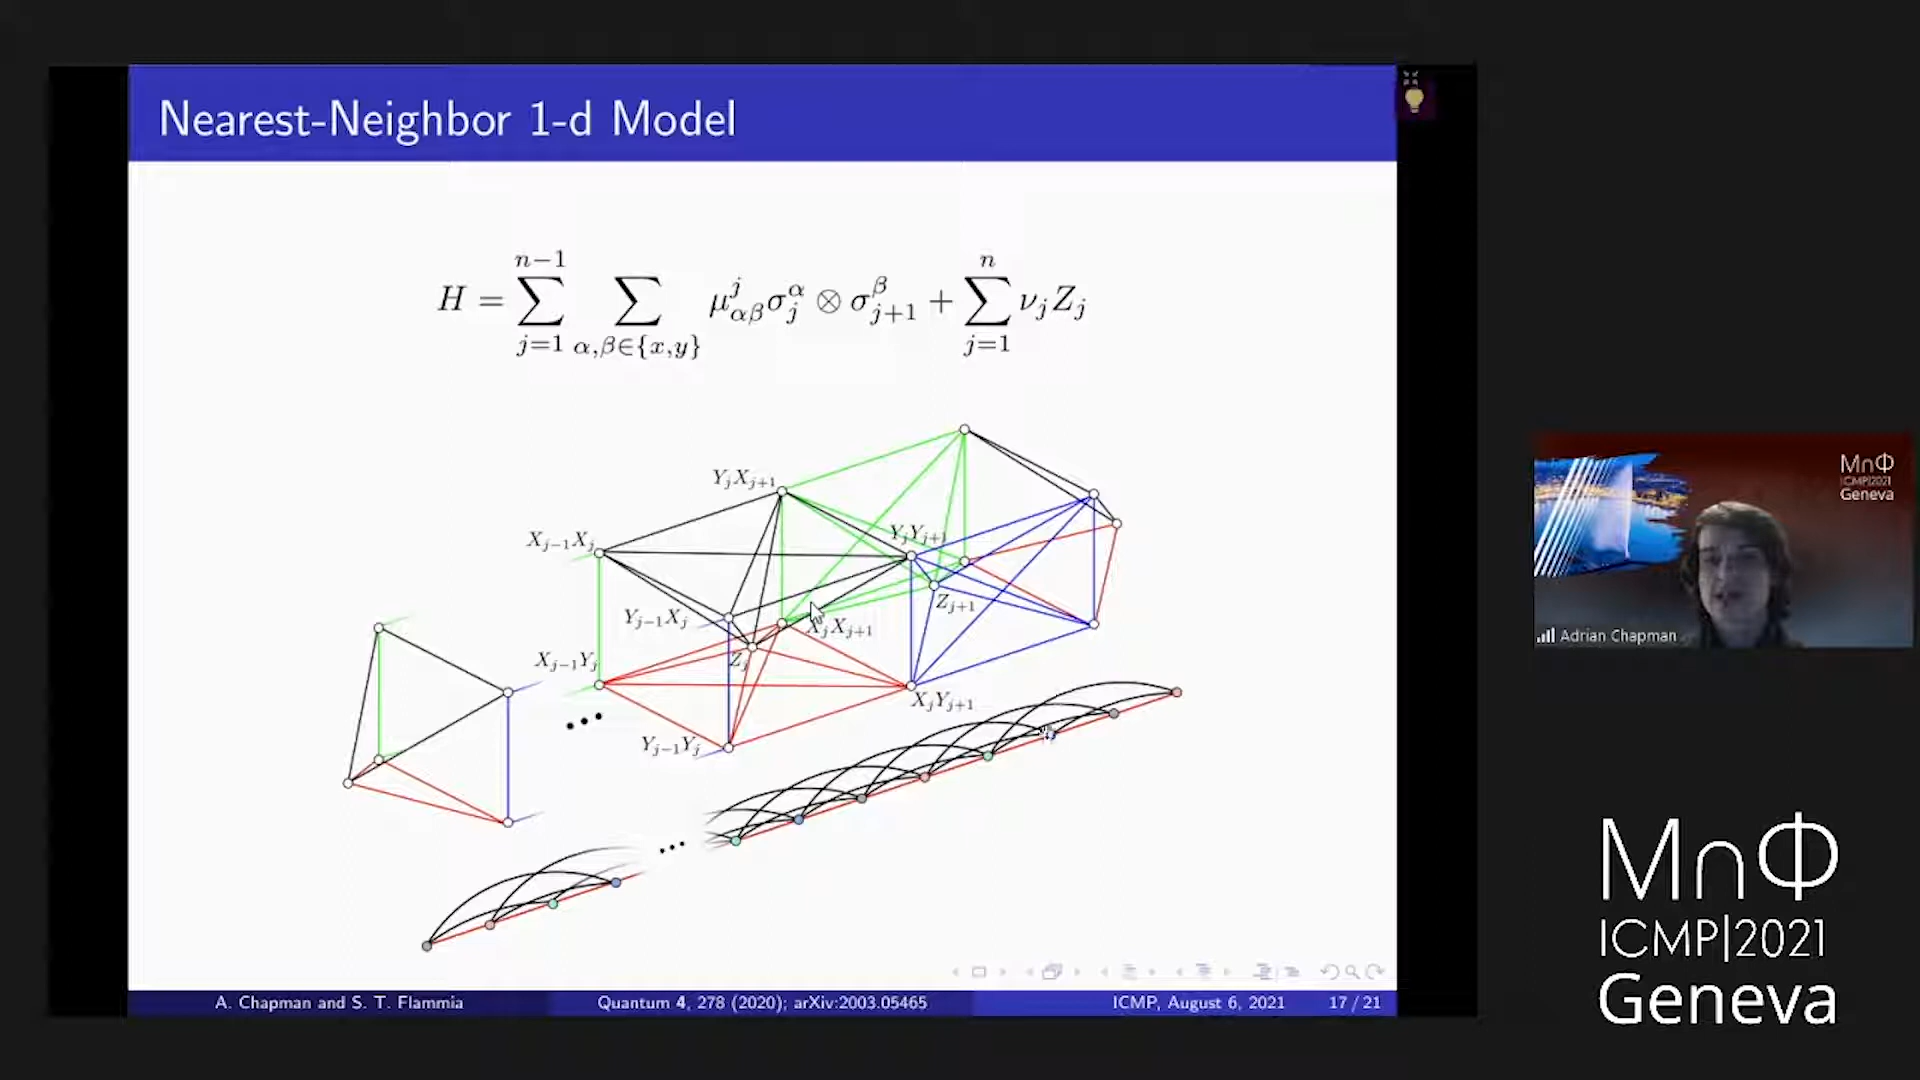 Nearest-Neighbor 1-d Model
H = \sum_{j=1}^{n-1} \sum_{α,β∈{x,y}} μ^j_{αβ} σ^α_j ⊗ σ^β_{j+1} + \sum_{j=1}^{n} ν_j Z_j
Y_jX_{j+1}
X_{j-1}X_j
Y_jY_{j+1}
Z_{j+1}
Y_{j-1}X_j
X_jX_{j+1}
X_{j-1}Y_j
Z_j
X_jY_{j+1}
Y_{j-1}Y_j
A. Chapman and S. T. Flammia
Quantum 4, 278 (2020); arXiv:2003.05465
ICMP, August 6, 2021
17 / 21
MnΦ
ICMP|2021
Geneva
Adrian Chapman
M∩Φ
ICMP|2021
Geneva